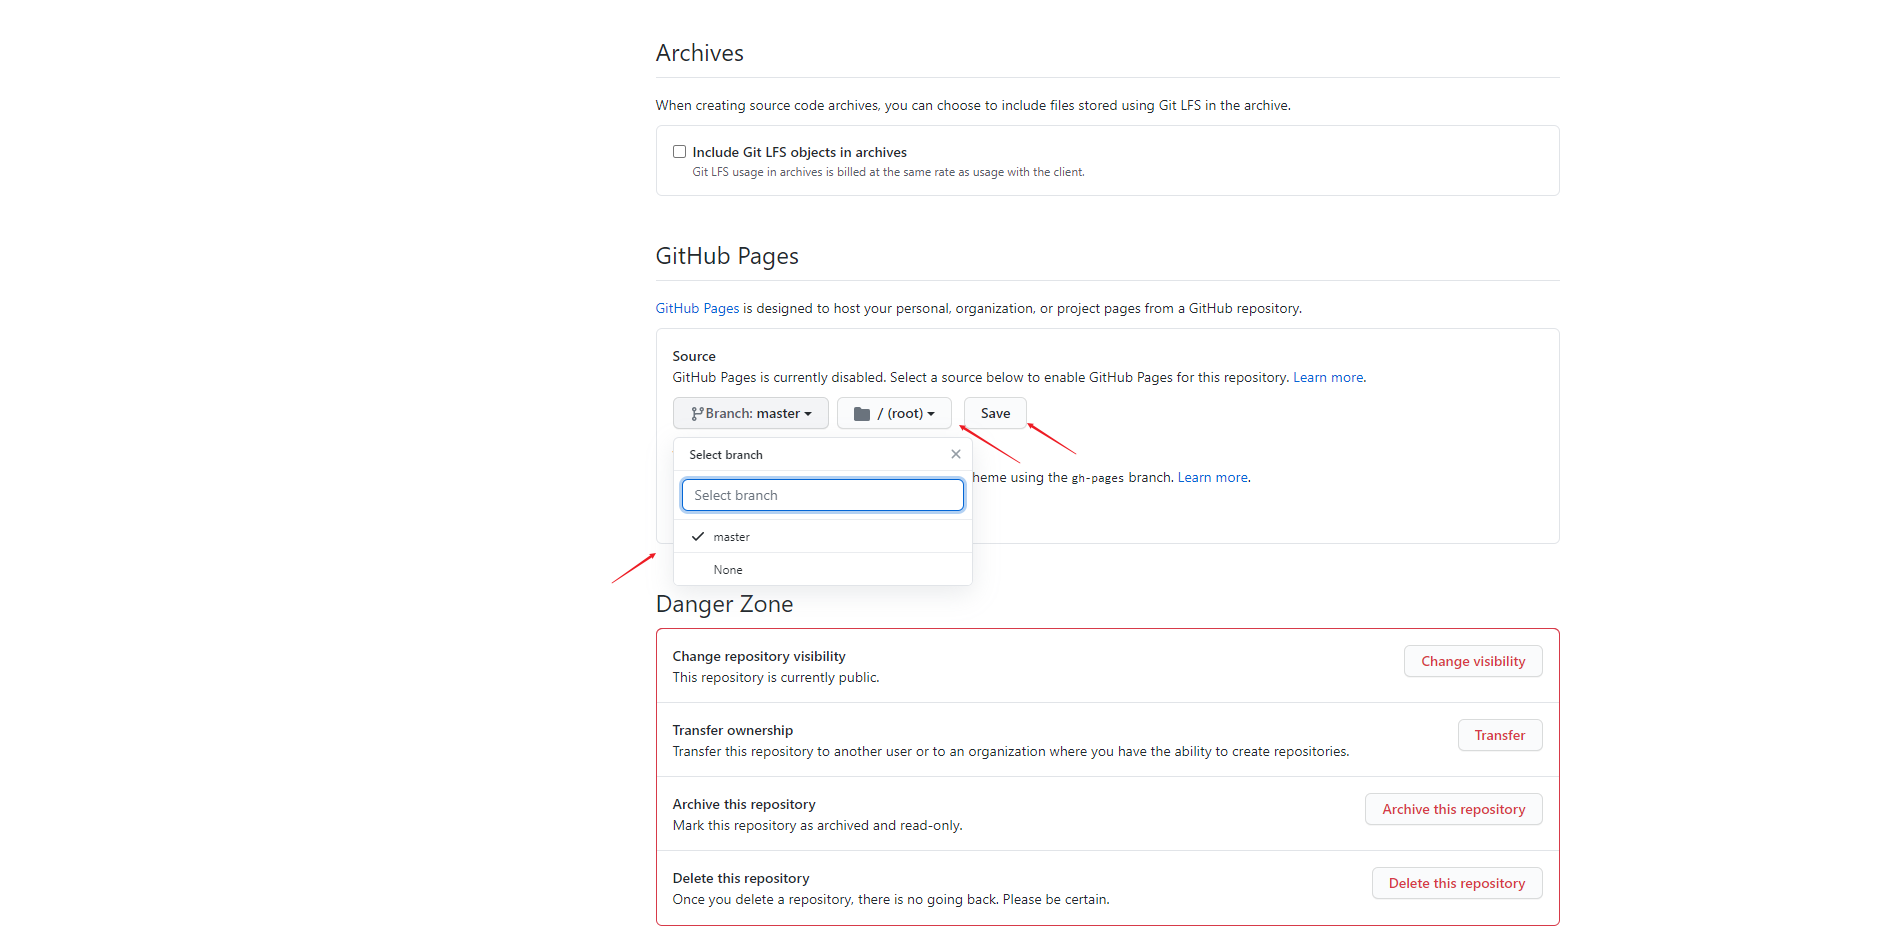 Archives
When creating source code archives, you can choose to include files stored using Git LFS in the archive.
Include Git LFS objects in archives
Git LFS usage in archives is billed at the same rate as usage with the client.
GitHub Pages
GitHub Pages is designed to host your personal, organization, or project pages from a GitHub repository.
Source
GitHub Pages is currently disabled. Select a source below to enable GitHub Pages for this repository. Learn more.
Branch: master / (root) Save
Select branch
heme using the gh-pages branch. Learn more.
Select branch
master
None
Danger Zone
Change repository visibility
Change visibility
This repository is currently public.
Transfer ownership
Transfer
Transfer this repository to another user or to an organization where you have the ability to create repositories.
Archive this repository
Archive this repository
Mark this repository as archived and read-only.
Delete this repository
Delete this repository
Once you delete a repository, there is no going back. Please be certain.